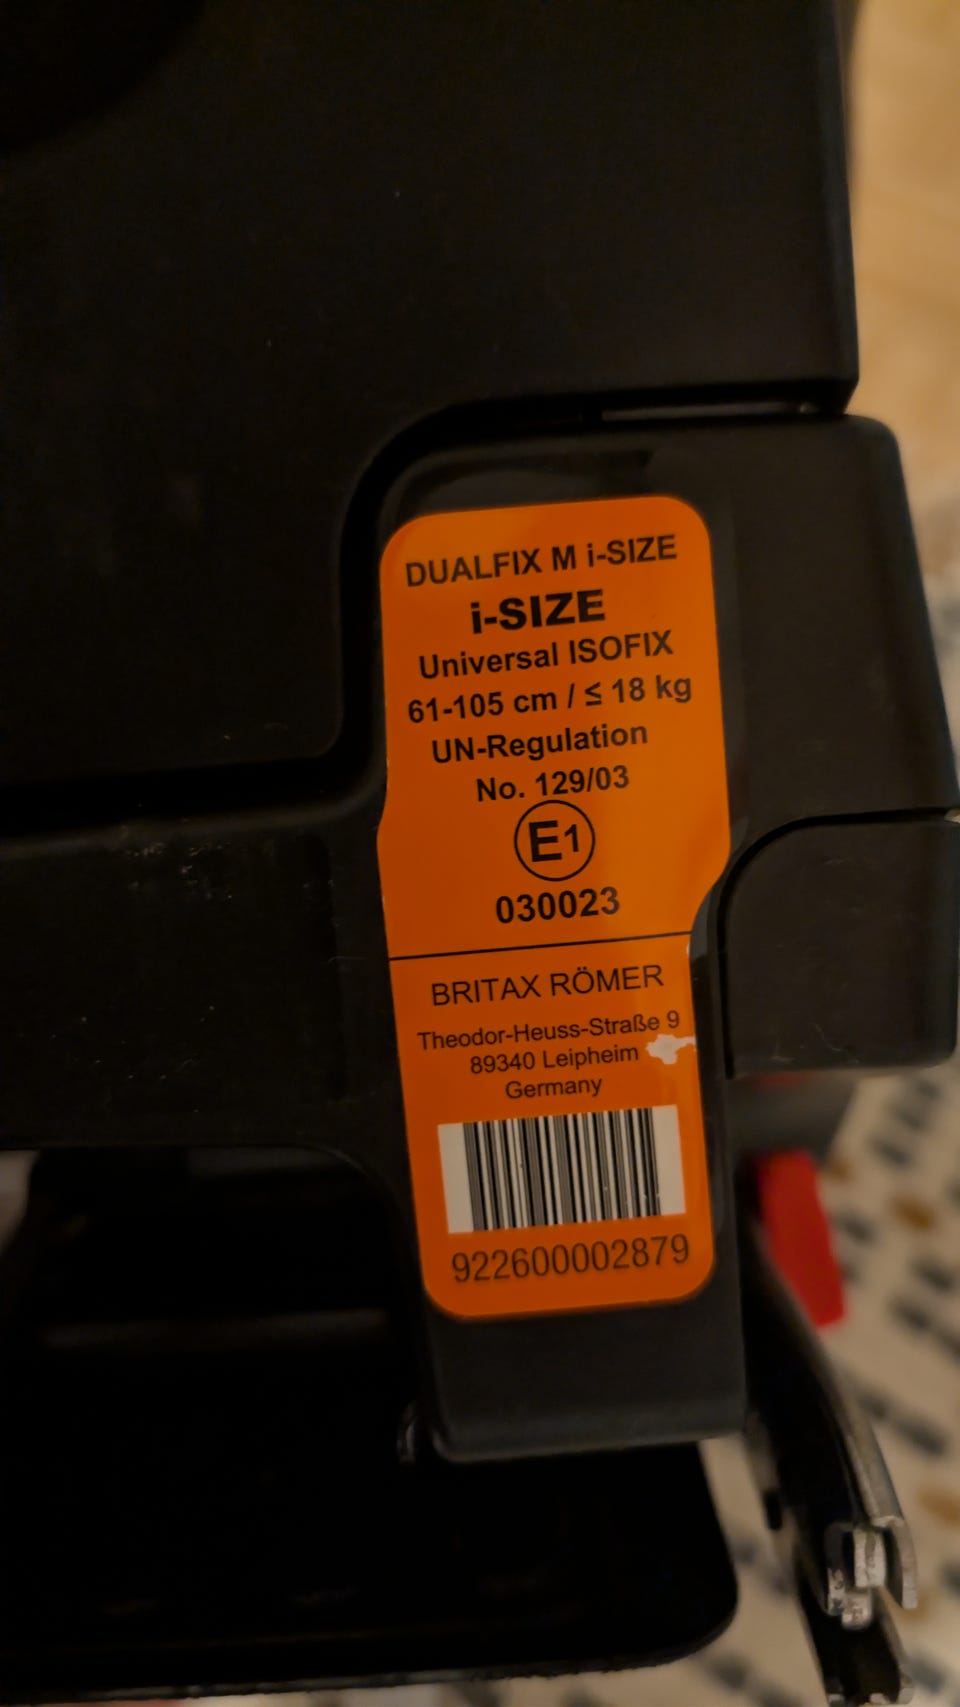 DUALFIX M i-SIZE
i-SIZE
Universal ISOFIX
61-105 cm / ≤ 18 kg
UN-Regulation
No. 129/03
E1
030023
BRITAX RÖMER
Theodor-Heuss-Straße 9
89340 Leipheim
Germany
922600002879